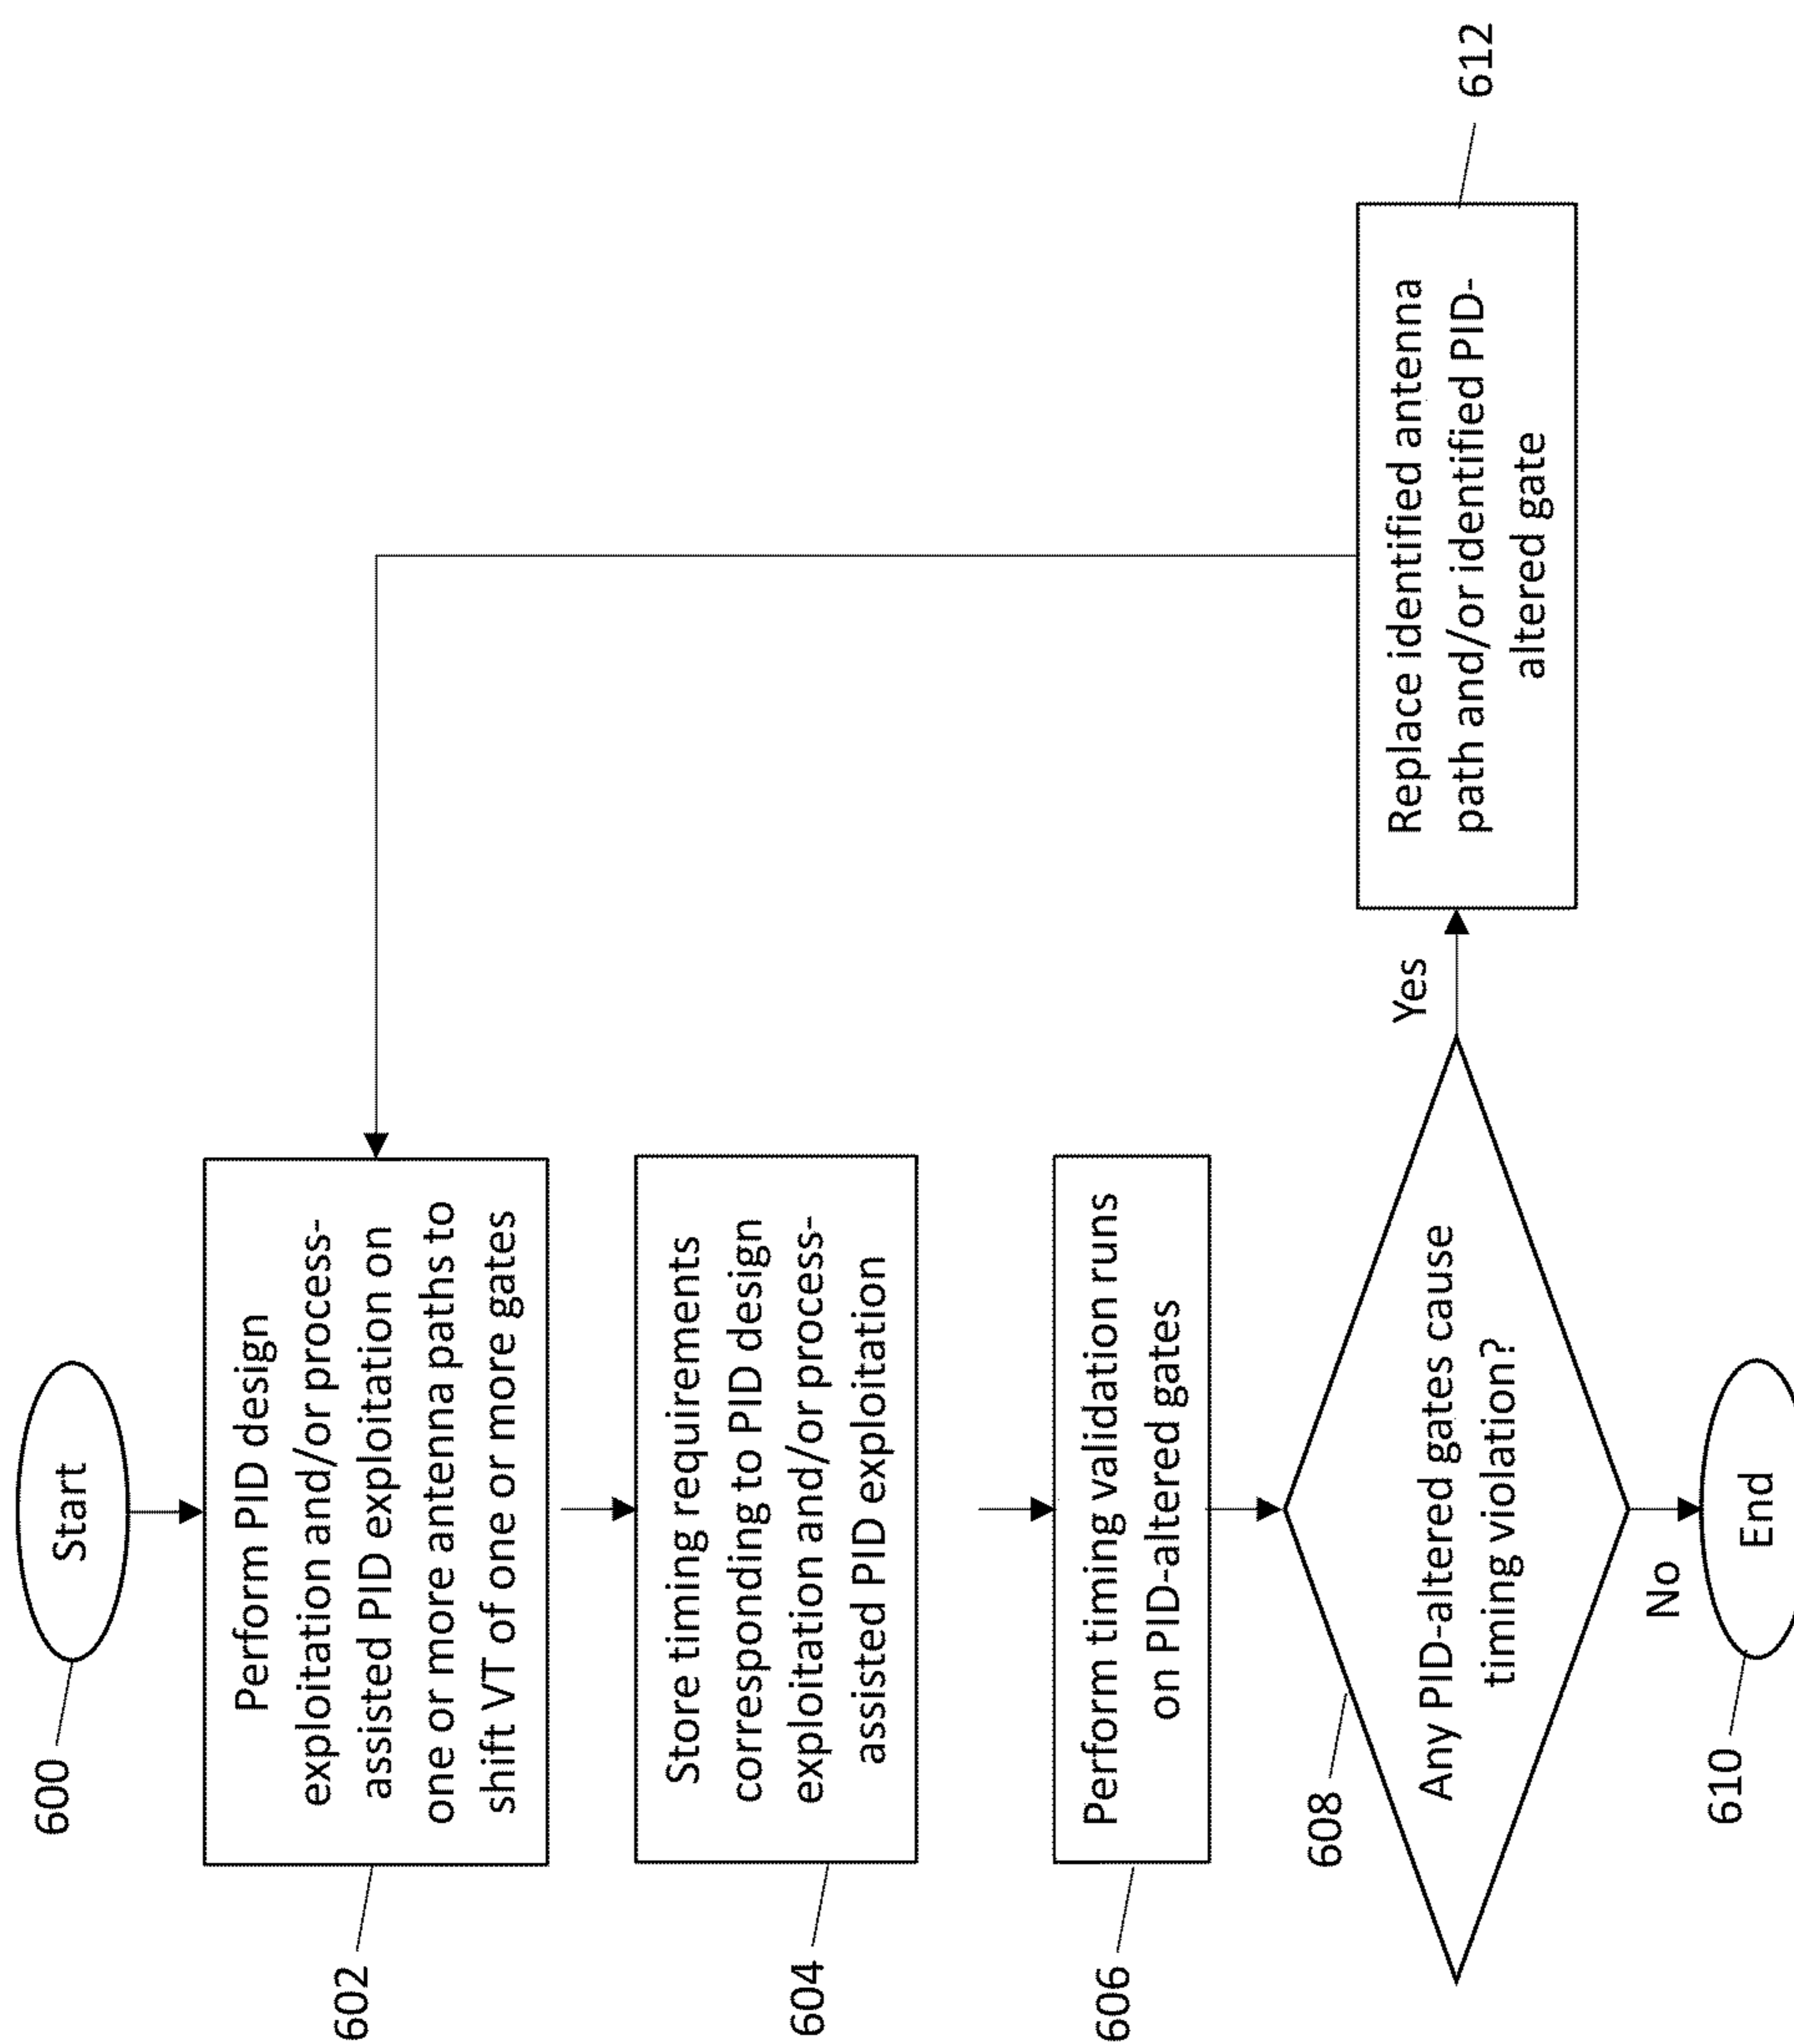 600
Start
602
Perform PID design
exploitation and/or process-
assisted PID exploitation on
one or more antenna paths to
shift VT of one or more gates
604
Store timing requirements
corresponding to PID design
exploitation and/or process-
assisted PID exploitation
606
Perform timing validation runs
on PID-altered gates
608
Any PID-altered gates cause
timing violation?
Yes
612
Replace identified antenna
path and/or identified PID-
altered gate
No
610
End